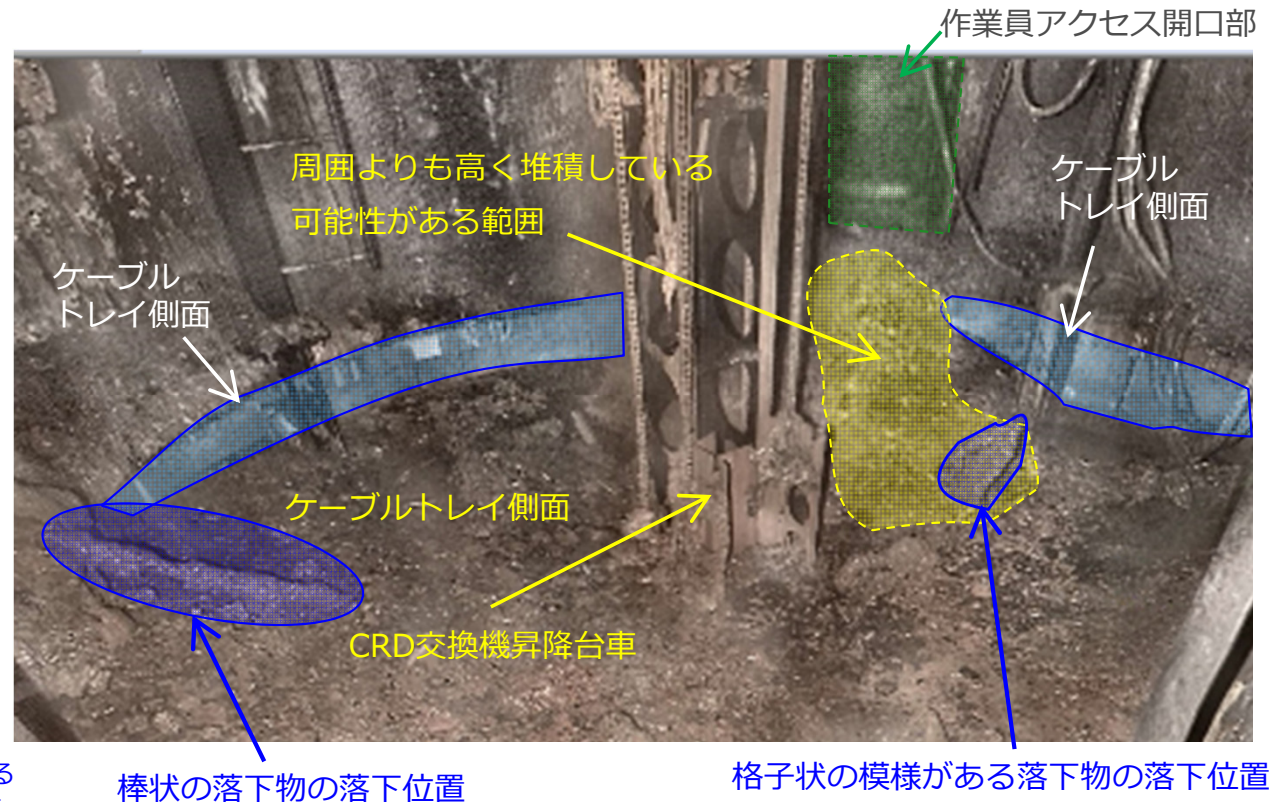 作業員アクセス開口部
周囲よりも高く堆積している
可能性がある範囲
ケーブル
トレイ側面
ケーブル
トレイ側面
ケーブルトレイ側面
CRD交換機昇降台車
る
棒状の落下物の落下位置
格子状の模様がある落下物の落下位置